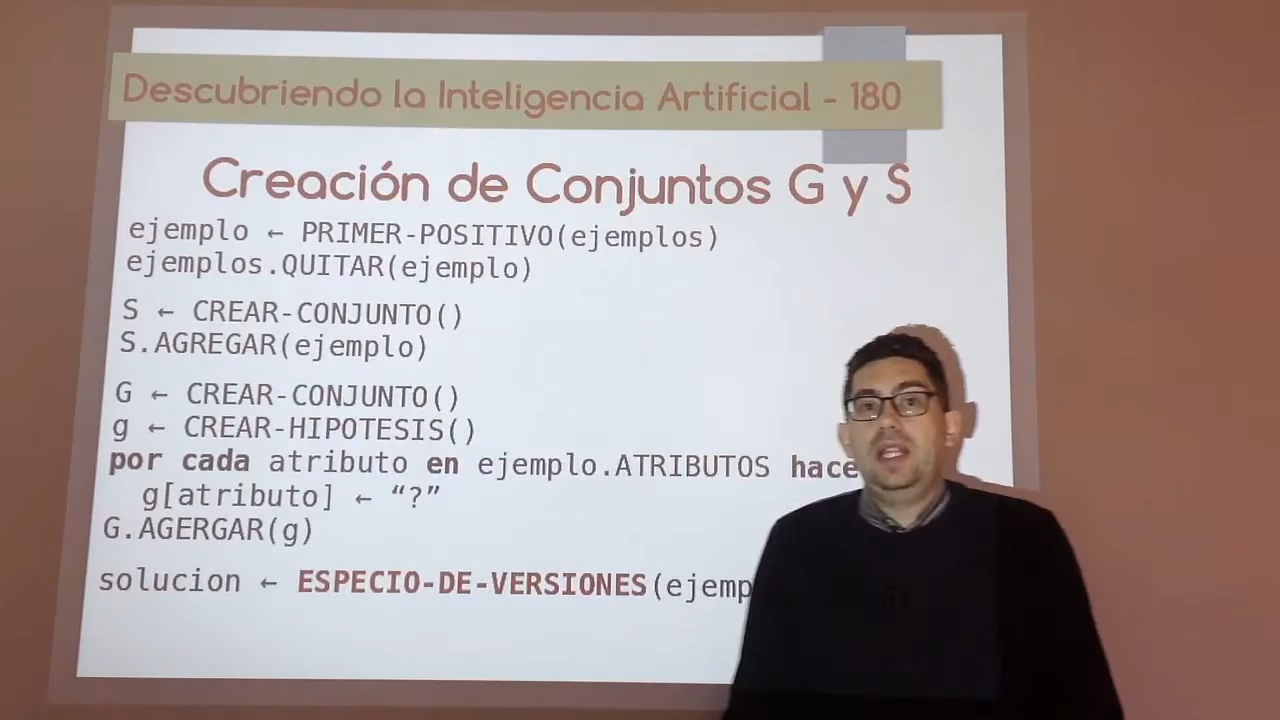 Descubriendo la Inteligencia Artificial - 180
Creación de Conjuntos G y S
ejemplo ← PRIMER-POSITIVO(ejemplos)
ejemplos.QUITAR(ejemplo)
S ← CREAR-CONJUNTO()
S.AGREGAR(ejemplo)
G ← CREAR-CONJUNTO()
g ← CREAR-HIPOTESIS()
por cada atributo en ejemplo.ATRIBUTOS hace
g[atributo] ← “?”
G.AGERGAR(g)
solucion ← ESPECIO-DE-VERSIONES(ejemp